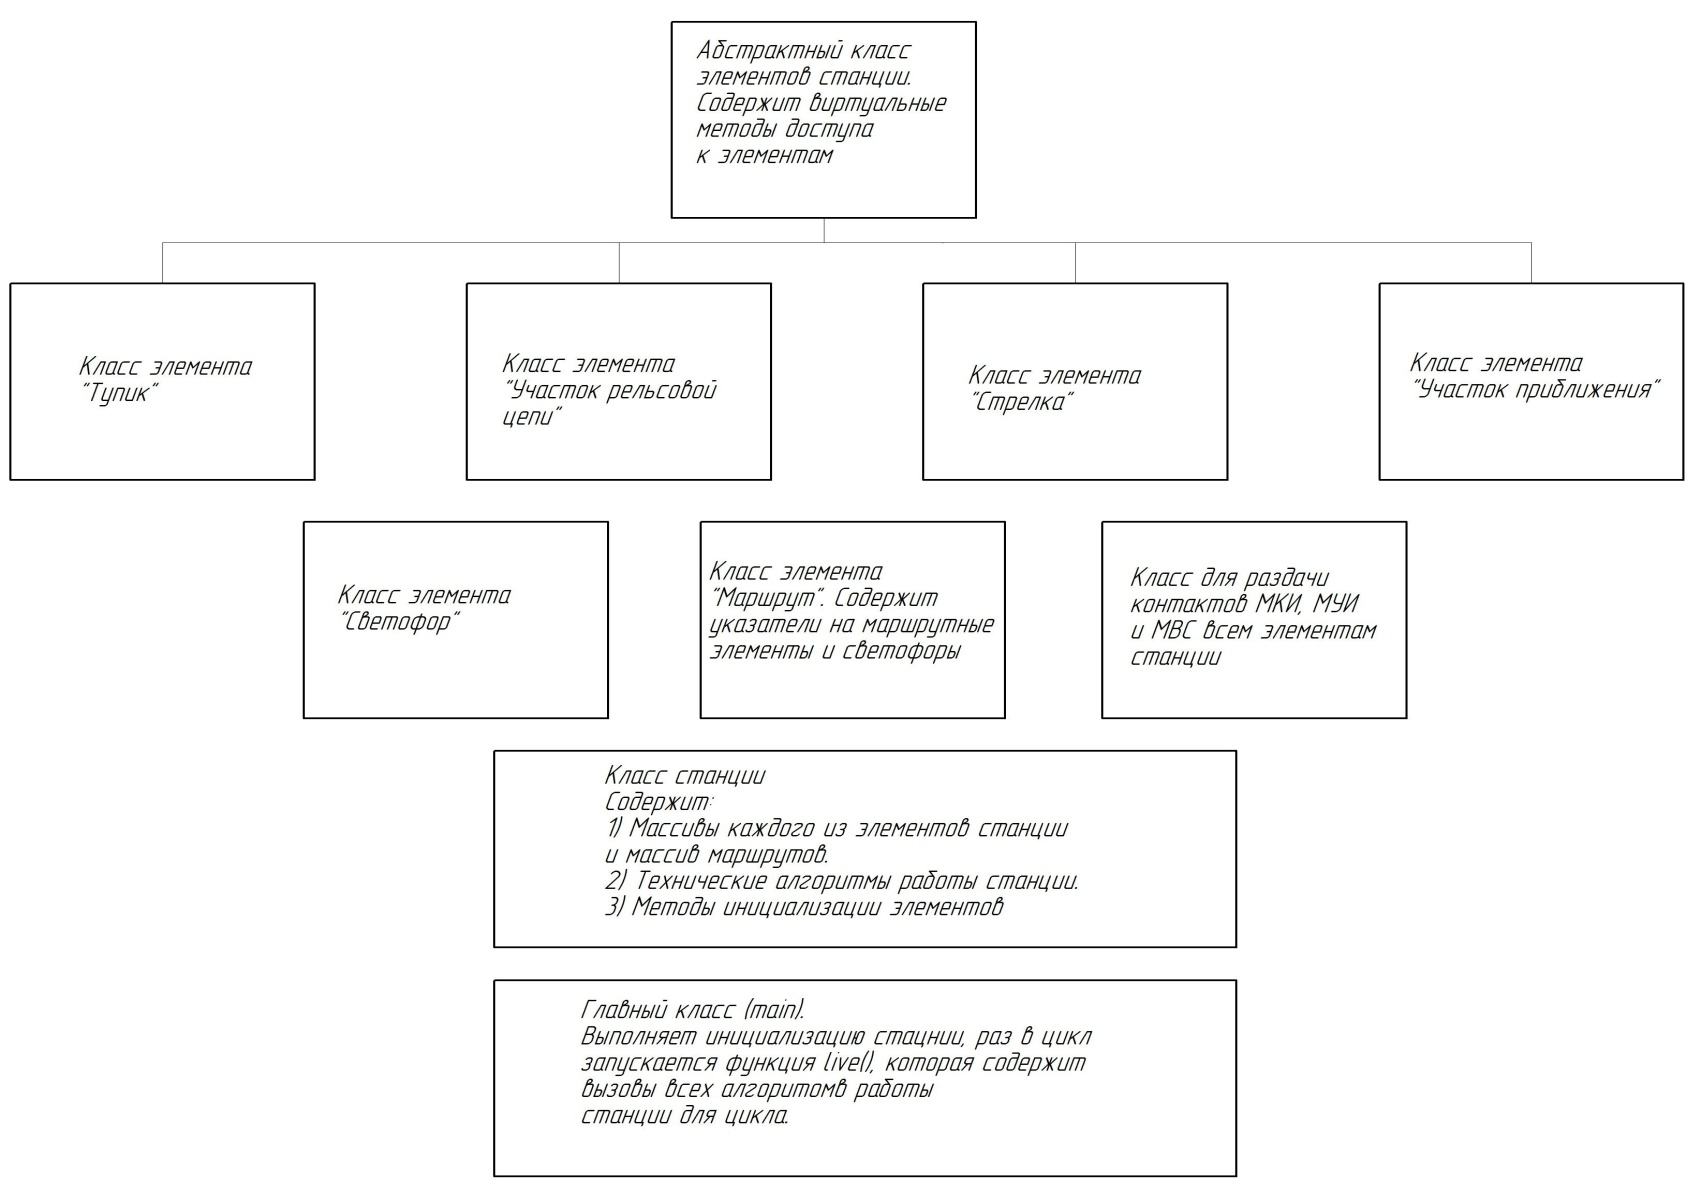 Абстрактный класс
элементов станции.
Содержит виртуальные
методы доступа
к элементам
Класс элемента
"Тупик"
Класс элемента
"Участок рельсовой
цепи"
Класс элемента
"Стрелка"
Класс элемента
"Участок приближения"
Класс элемента
"Светофор"
Класс элемента
"Маршрут". Содержит
указатели на маршрутные
элементы и светофоры
Класс для раздачи
контактов МКИ, МУИ
и МВС всем элементам
станции
Класс станции
Содержит:
1) Массивы каждого из элементов станции
и массив маршрутов.
2) Технические алгоритмы работы станции.
3) Методы инициализации элементов
Главный класс (main).
Выполняет инициализацию стацнии, раз в цикл
запускается функция live(), которая содержит
вызовы всех алгоритомв работы
станции для цикла.